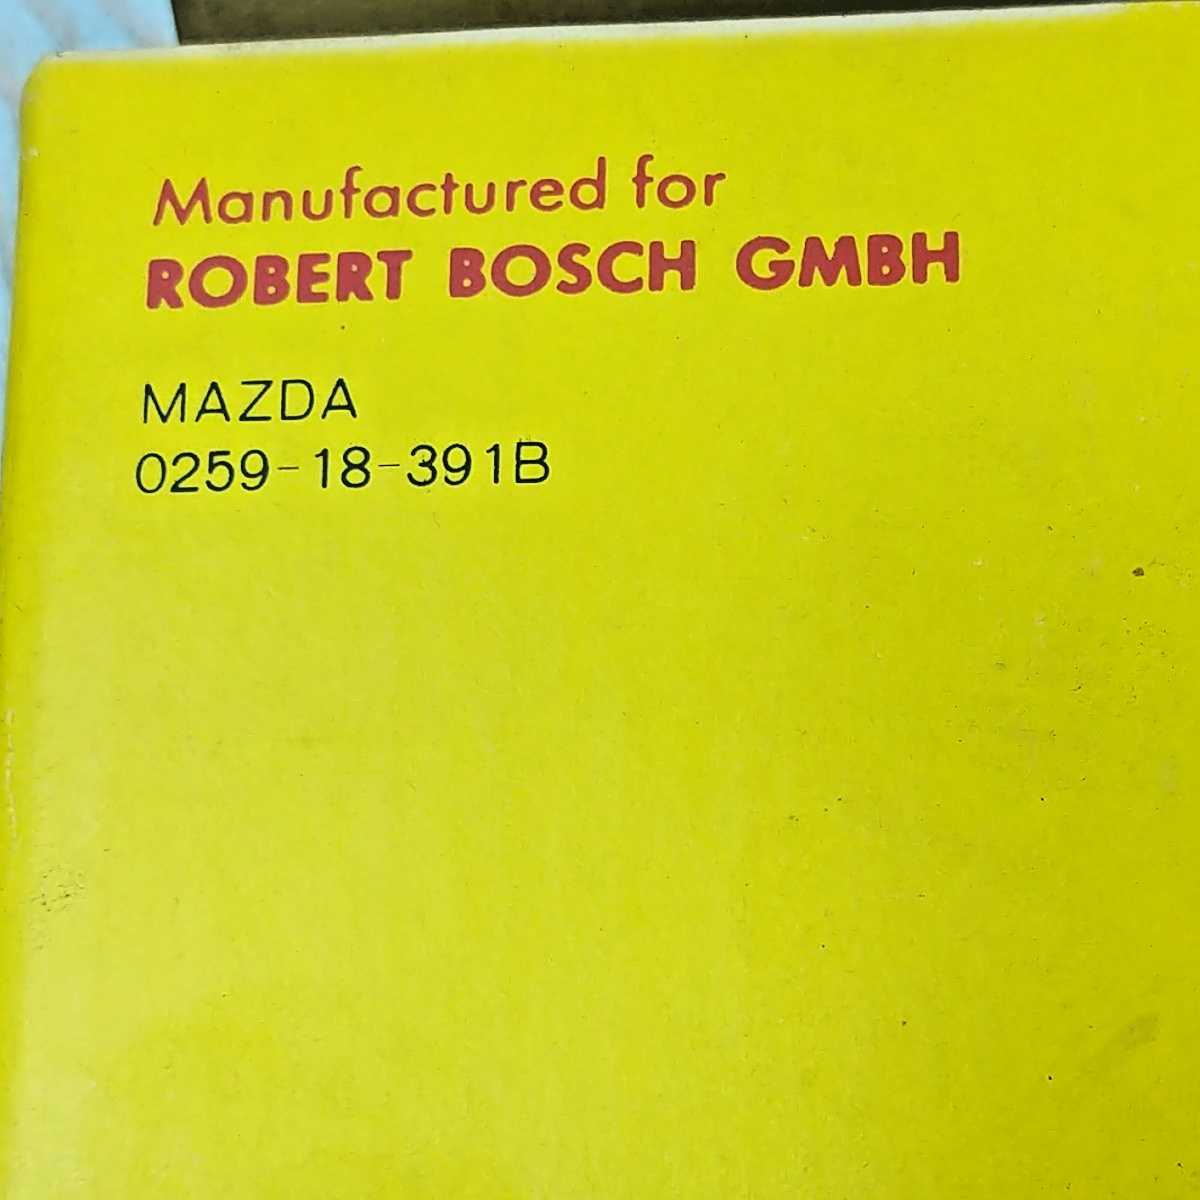 Manufactured for
ROBERT BOSCH GMBH
MAZDA
0259-18-391B